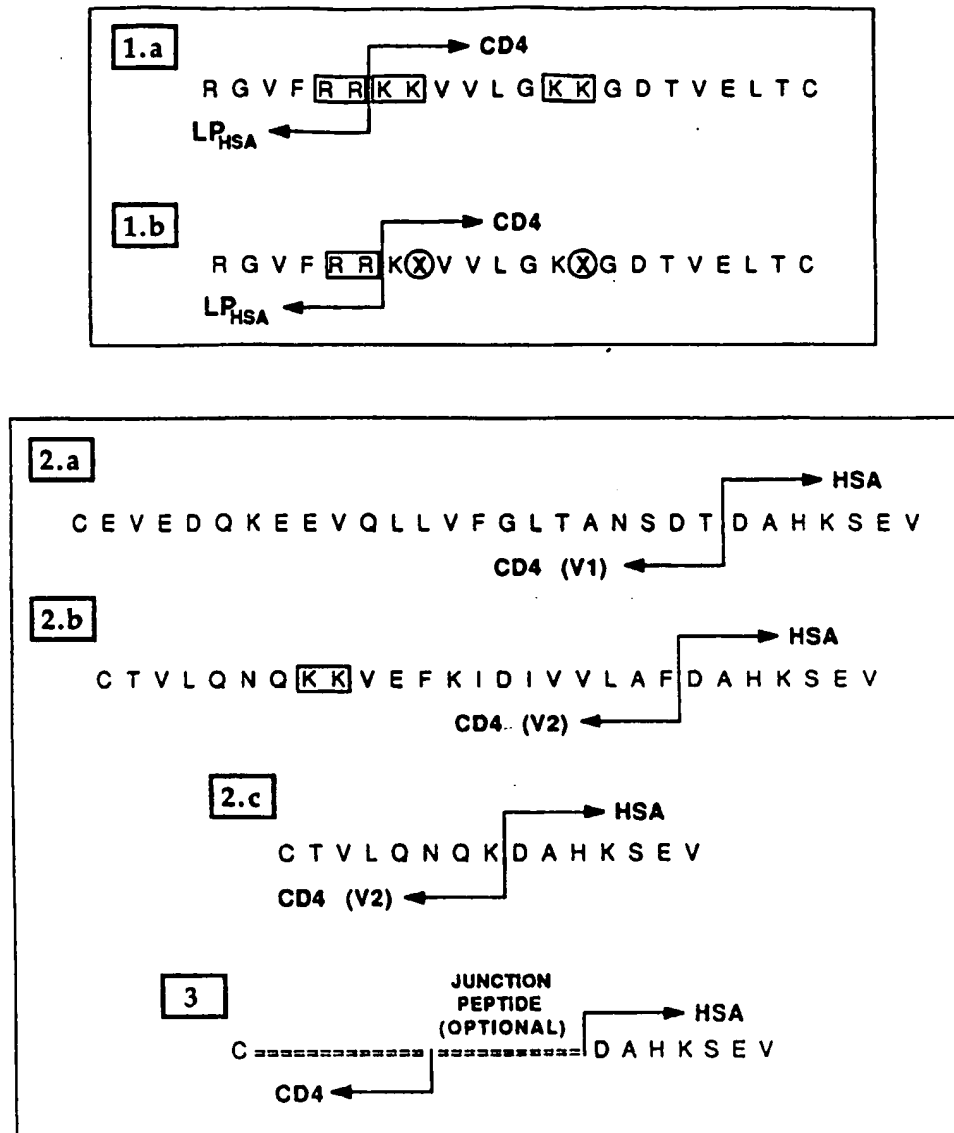 1.a
CD4
R G V F R R K K V V L G K K G D T V E L T C
LPHSA
1.b
CD4
R G V F R R K X V V L G K X G D T V E L T C
LPHSA
2.a
HSA
C E V E D Q K E E V Q L L V F G L T A N S D T D A H K S E V
CD4 (V1)
2.b
HSA
C T V L Q N Q K K V E F K I D I V V L A F D A H K S E V
CD4 (V2)
2.c
HSA
C T V L Q N Q K D A H K S E V
CD4 (V2)
3
JUNCTION
PEPTIDE
(OPTIONAL)
HSA
C ============= ============ D A H K S E V
CD4